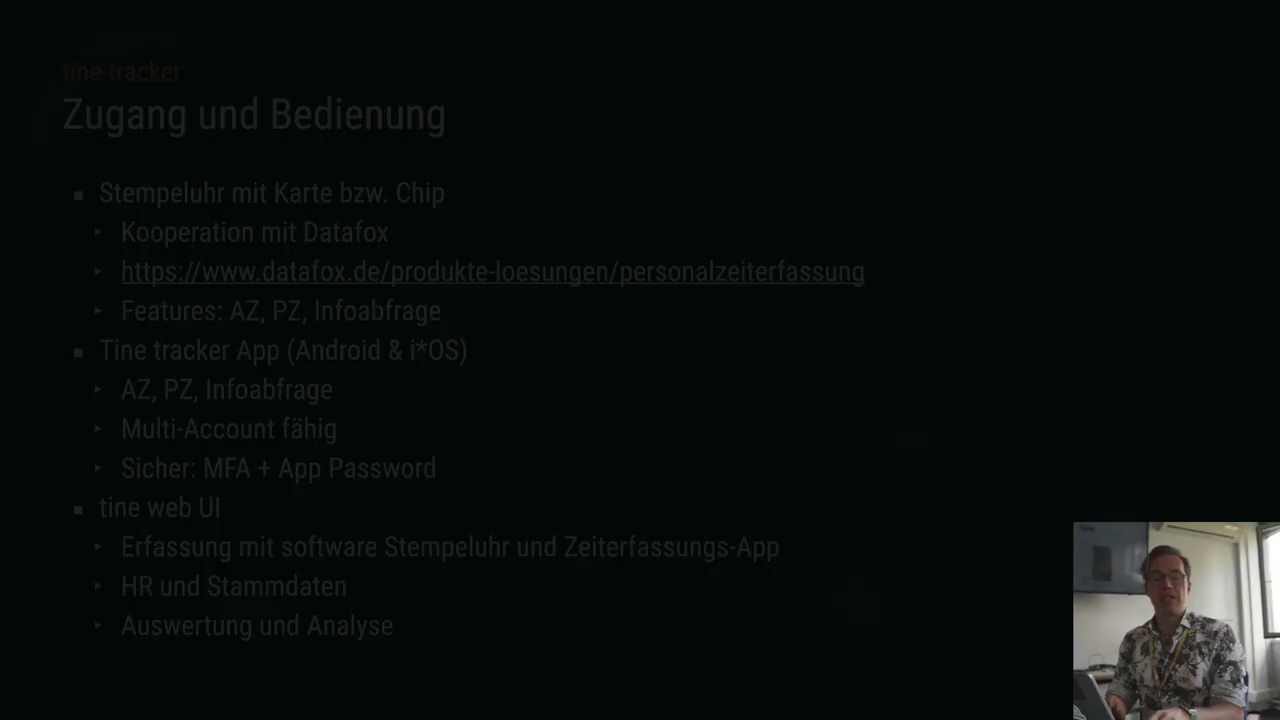 tine-tracker
Zugang und Bedienung
Stempeluhr mit Karte bzw. Chip
Kooperation mit Datafox
https://www.datafox.de/produkte-loesungen/personalzeiterfassung
Features: AZ, PZ, Infoabfrage
Tine tracker App (Android & i*OS)
AZ, PZ, Infoabfrage
Multi-Account fähig
Sicher: MFA + App Password
tine web UI
Erfassung mit software Stempeluhr und Zeiterfassungs-App
HR und Stammdaten
Auswertung und Analyse